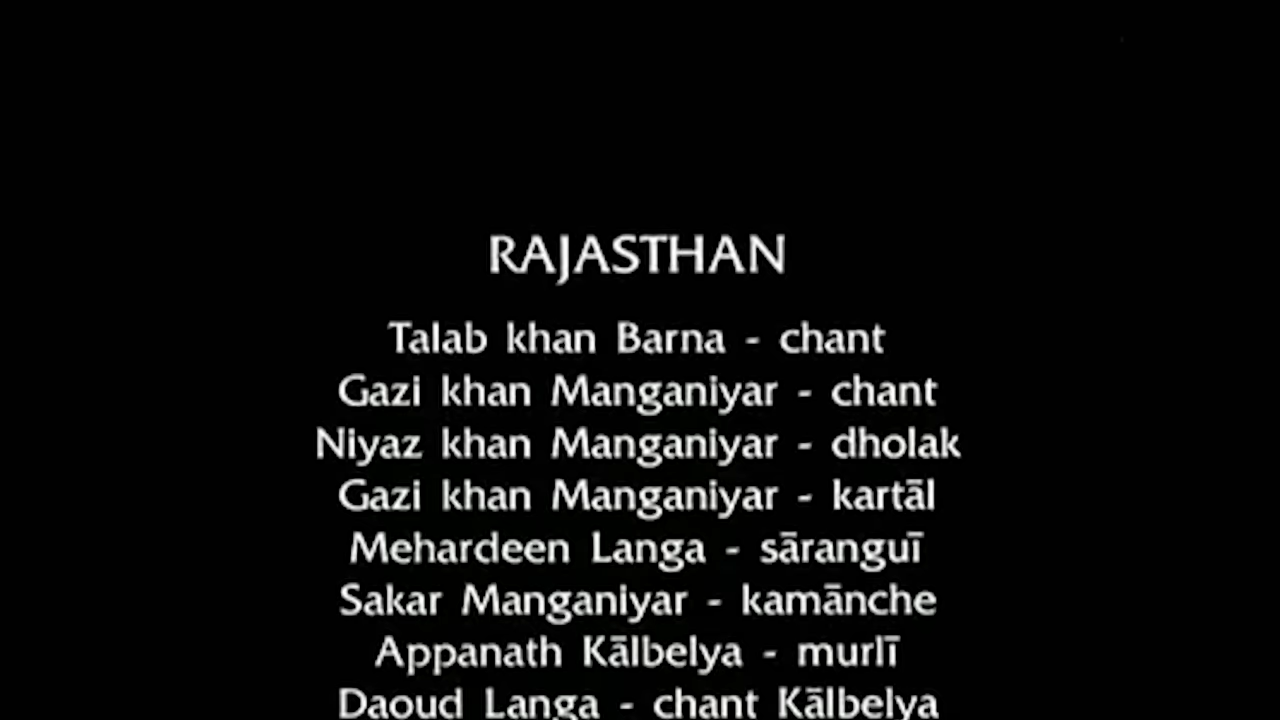 RAJASTHAN
Talab khan Barna - chant
Gazi khan Manganiyar - chant
Niyaz khan Manganiyar - dholak
Gazi khan Manganiyar - kartāl
Mehardeen Langa - sāranguī
Sakar Manganiyar - kamānche
Appanath Kālbelya - murlī
Daoud Langa - chant Kālbelya